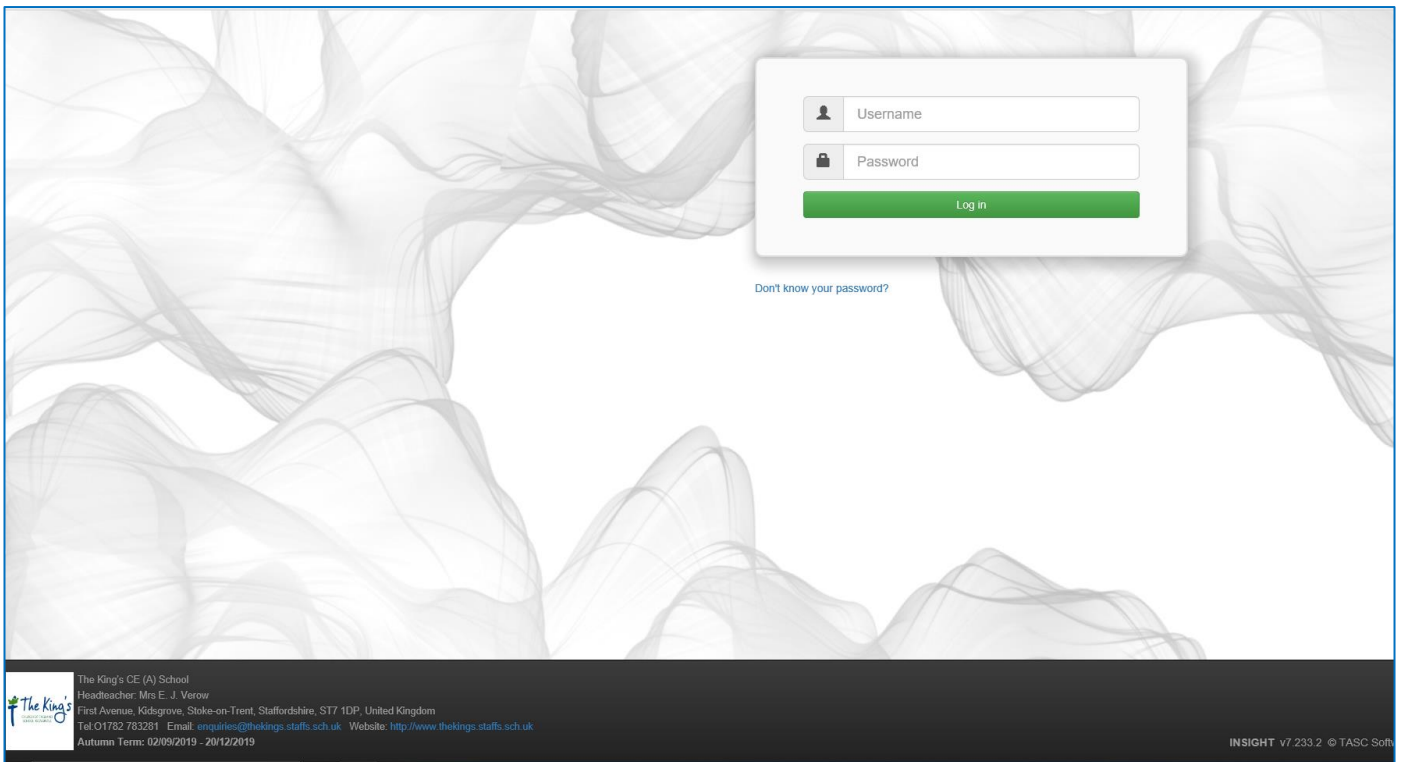 Username
Password
Log in
Don't know your password?
The King's
The King's CE (A) School
Headteacher: Mrs E. J. Verow
First Avenue, Kidsgrove, Stoke-on-Trent, Staffordshire, ST7 1DP, United Kingdom
Tel:O1782 783281 Email: enquiries@thekings.staffs.sch.uk Website: http://www.thekings.staffs.sch.uk
Autumn Term: 02/09/2019 - 20/12/2019
INSIGHT v7.233.2 © TASC Softw